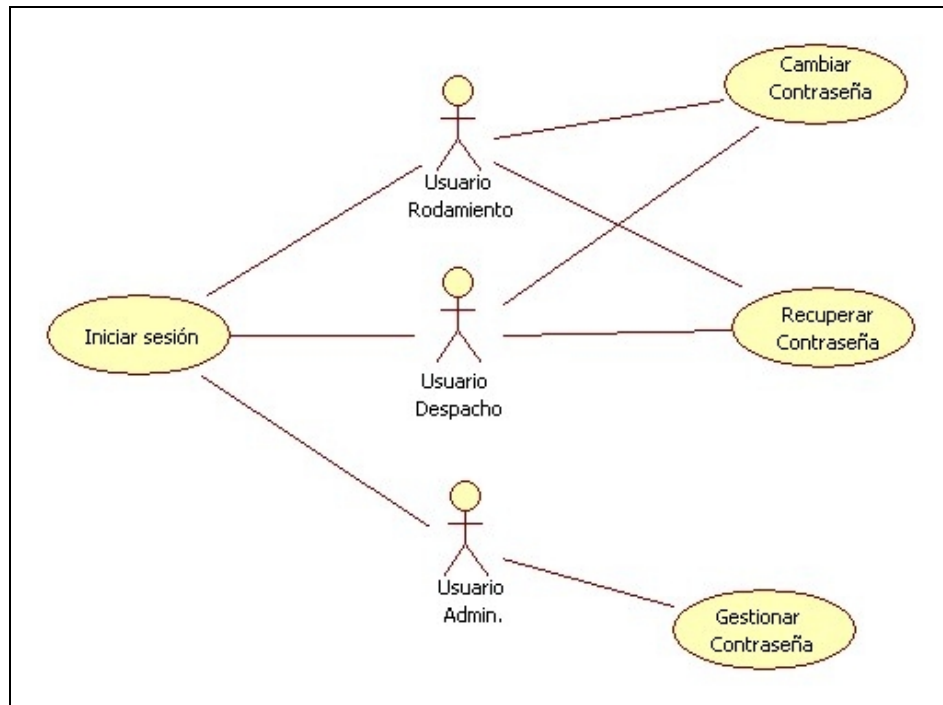 Cambiar
Contraseña
Usuario
Rodamiento
Iniciar sesión
Usuario
Despacho
Recuperar
Contraseña
Usuario
Admin.
Gestionar
Contraseña